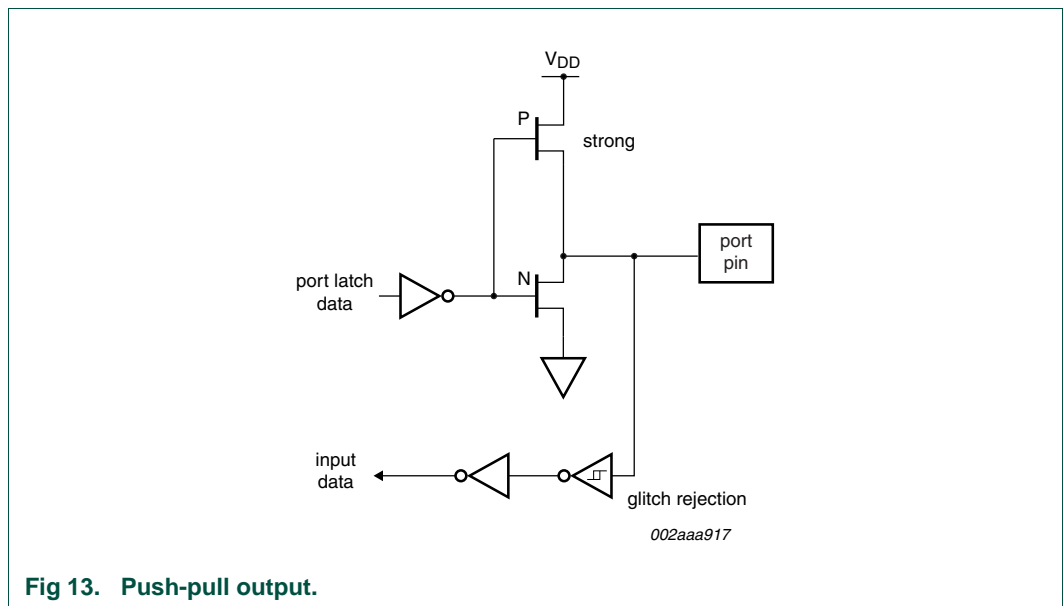 VDD
P
strong
port
pin
N
port latch
data
input
data
glitch rejection
002aaa917
Fig 13. Push-pull output.